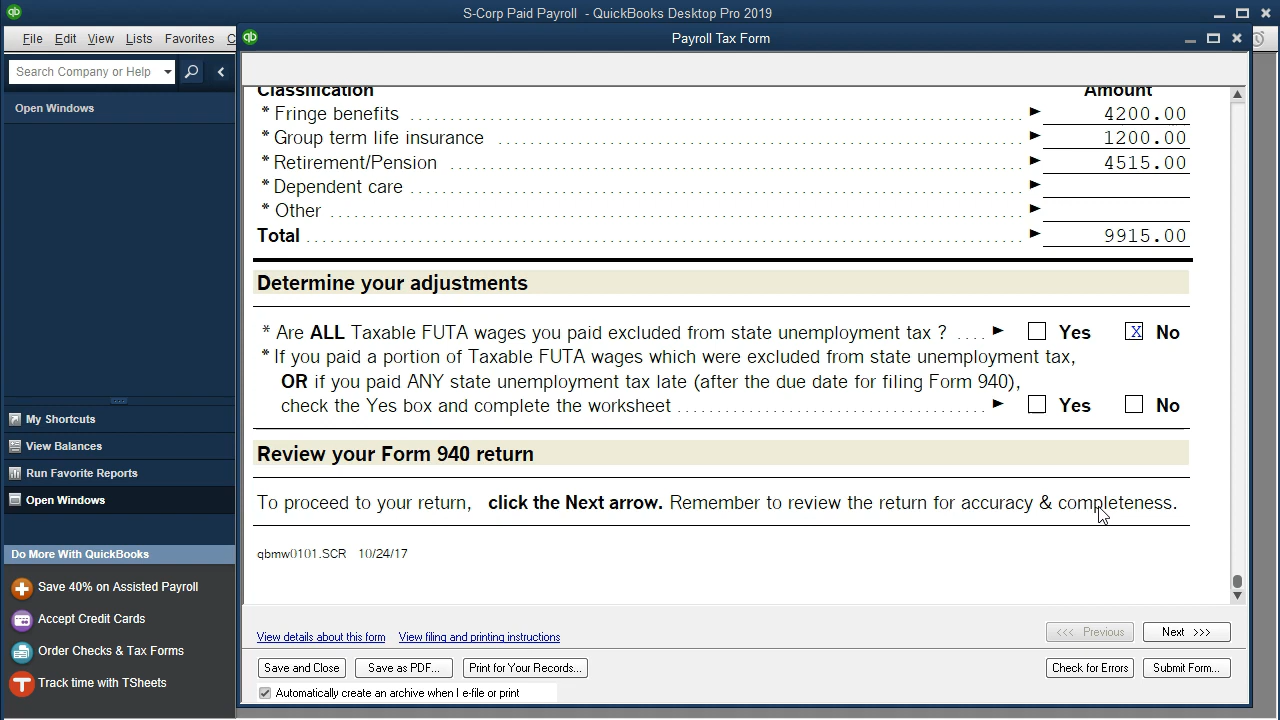 S-Corp Paid Payroll - QuickBooks Desktop Pro 2019
File Edit View Lists Favorites C
Payroll Tax Form
Search Company or Help
Open Windows
Classification Amount
* Fringe benefits 4200.00
* Group term life insurance 1200.00
* Retirement/Pension 4515.00
* Dependent care
* Other
Total 9915.00
Determine your adjustments
* Are ALL Taxable FUTA wages you paid excluded from state unemployment tax ? .... Yes X No
* If you paid a portion of Taxable FUTA wages which were excluded from state unemployment tax,
OR if you paid ANY state unemployment tax late (after the due date for filing Form 940),
check the Yes box and complete the worksheet Yes No
Review your Form 940 return
To proceed to your return, click the Next arrow. Remember to review the return for accuracy & completeness.
qbmw0101.SCR 10/24/17
My Shortcuts
View Balances
Run Favorite Reports
Open Windows
Do More With QuickBooks
Save 40% on Assisted Payroll
Accept Credit Cards
Order Checks & Tax Forms
Track time with TSheets
View details about this form View filing and printing instructions
<<< Previous Next >>>
Save and Close Save as PDF... Print for Your Records... Check for Errors Submit Form...
Automatically create an archive when I e-file or print